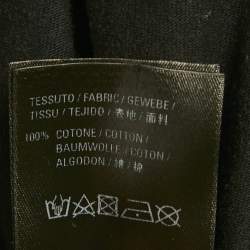 TESSUTO / FABRIC / GEWEBE /
TISSU / TEJIDO / 表地 / 面料
100% COTONE / COTTON /
BAUMWOLLE / COTON /
ALGODON / 綿 / 棉